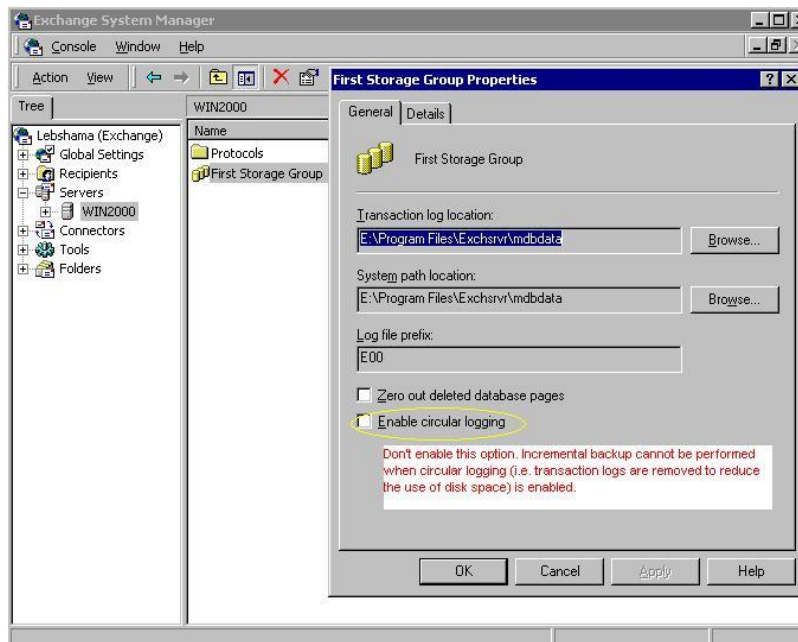 Exchange System Manager
Console Window Help
Action View
Tree
WIN2000
Lebshama (Exchange)
Global Settings
Recipients
Servers
WIN2000
Connectors
Tools
Folders
Name
Protocols
First Storage Group
First Storage Group Properties
General Details
First Storage Group
Transaction log location:
E:\Program Files\Exchsrvr\mdbdata
Browse...
System path location:
E:\Program Files\Exchsrvr\mdbdata
Browse...
Log file prefix:
E00
Zero out deleted database pages
Enable circular logging
Don't enable this option. Incremental backup cannot be performed
when circular logging (i.e. transaction logs are removed to reduce
the use of disk space) is enabled.
OK Cancel Apply Help